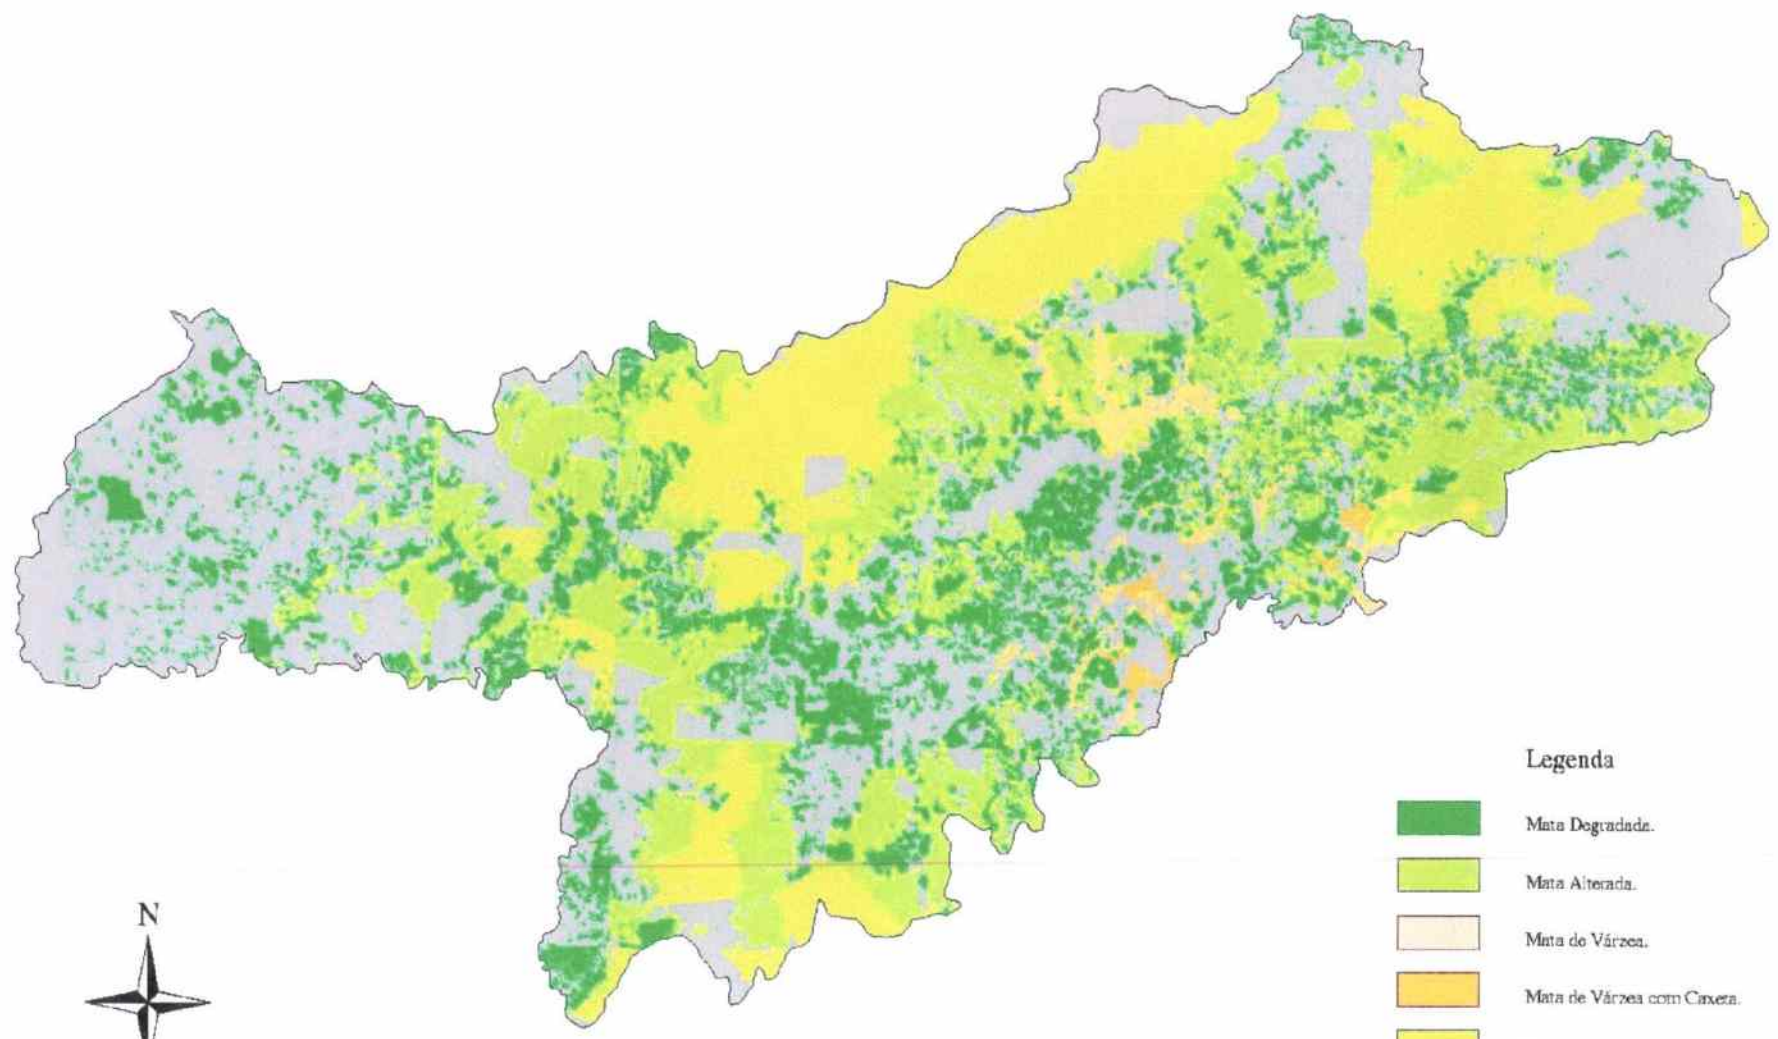 Legenda
Mata Degradada.
Mata Alterada.
Mata de Várzea.
Mata de Várzea com Caxeta.
N